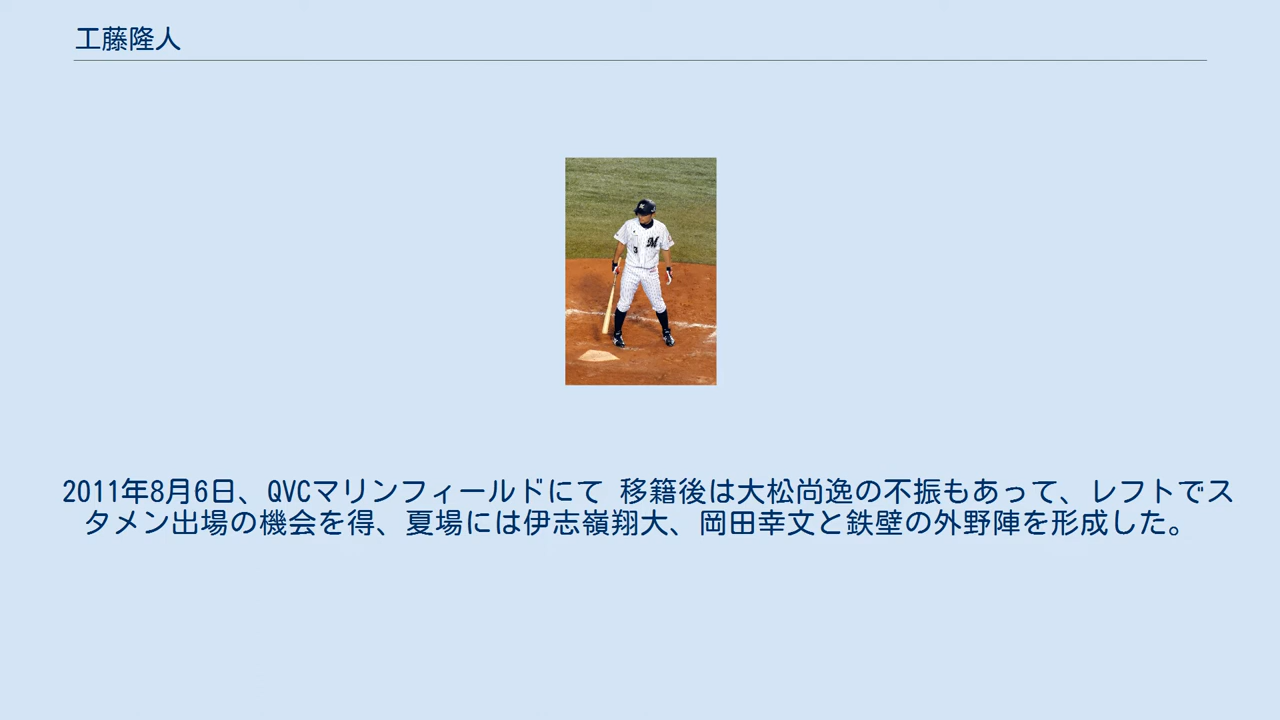 工藤隆人
2011年8月6日、QVCマリンフィールドにて 移籍後は大松尚逸の不振もあって、レフトでス
タメン出場の機会を得、夏場には伊志嶺翔大、岡田幸文と鉄壁の外野陣を形成した。